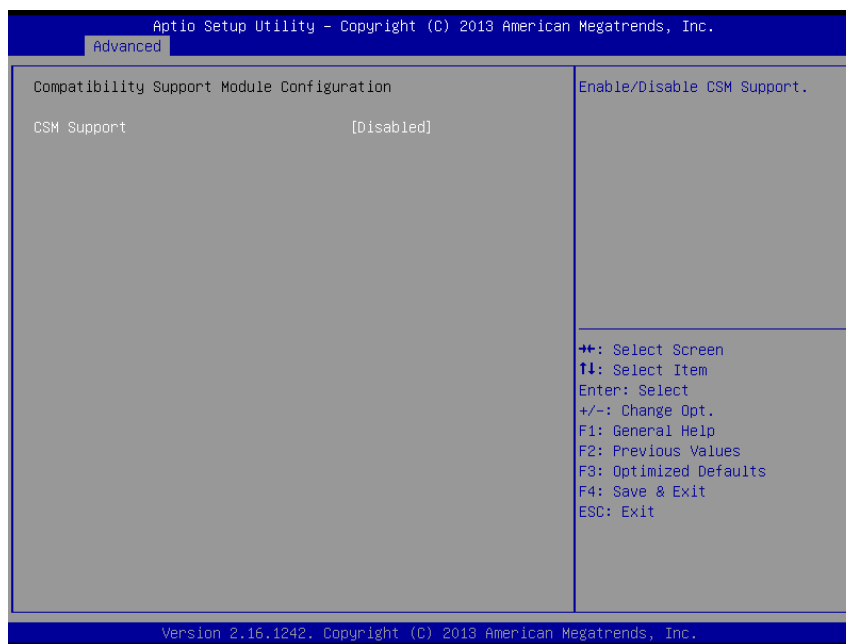 Aptio Setup Utility – Copyright (C) 2013 American Megatrends, Inc.
Advanced
Compatibility Support Module Configuration
CSM Support [Disabled]
Enable/Disable CSM Support.
→←: Select Screen
↑↓: Select Item
Enter: Select
+/-: Change Opt.
F1: General Help
F2: Previous Values
F3: Optimized Defaults
F4: Save & Exit
ESC: Exit
Version 2.16.1242. Copyright (C) 2013 American Megatrends, Inc.